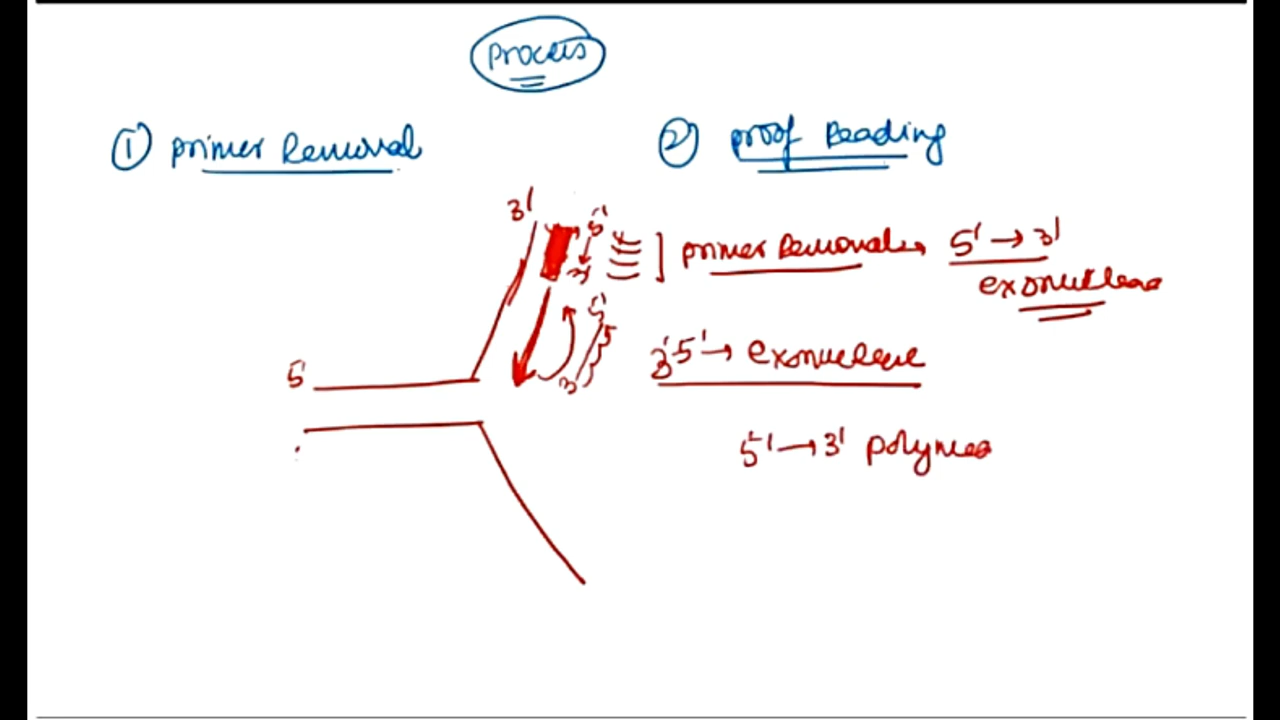 Process
① Primer Removal
② Proof Reading
3'
5'
3'
] Primer Removal → 5' → 3'
exonuclease
5'
3'
3' 5' → exonuclease
5'
5' → 3' Polymer